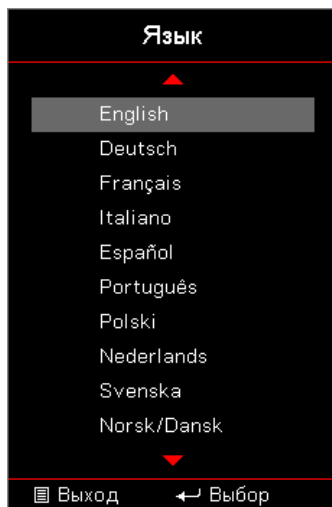 Язык
English
Deutsch
Français
Italiano
Español
Português
Polski
Nederlands
Svenska
Norsk/Dansk
Выход Выбор